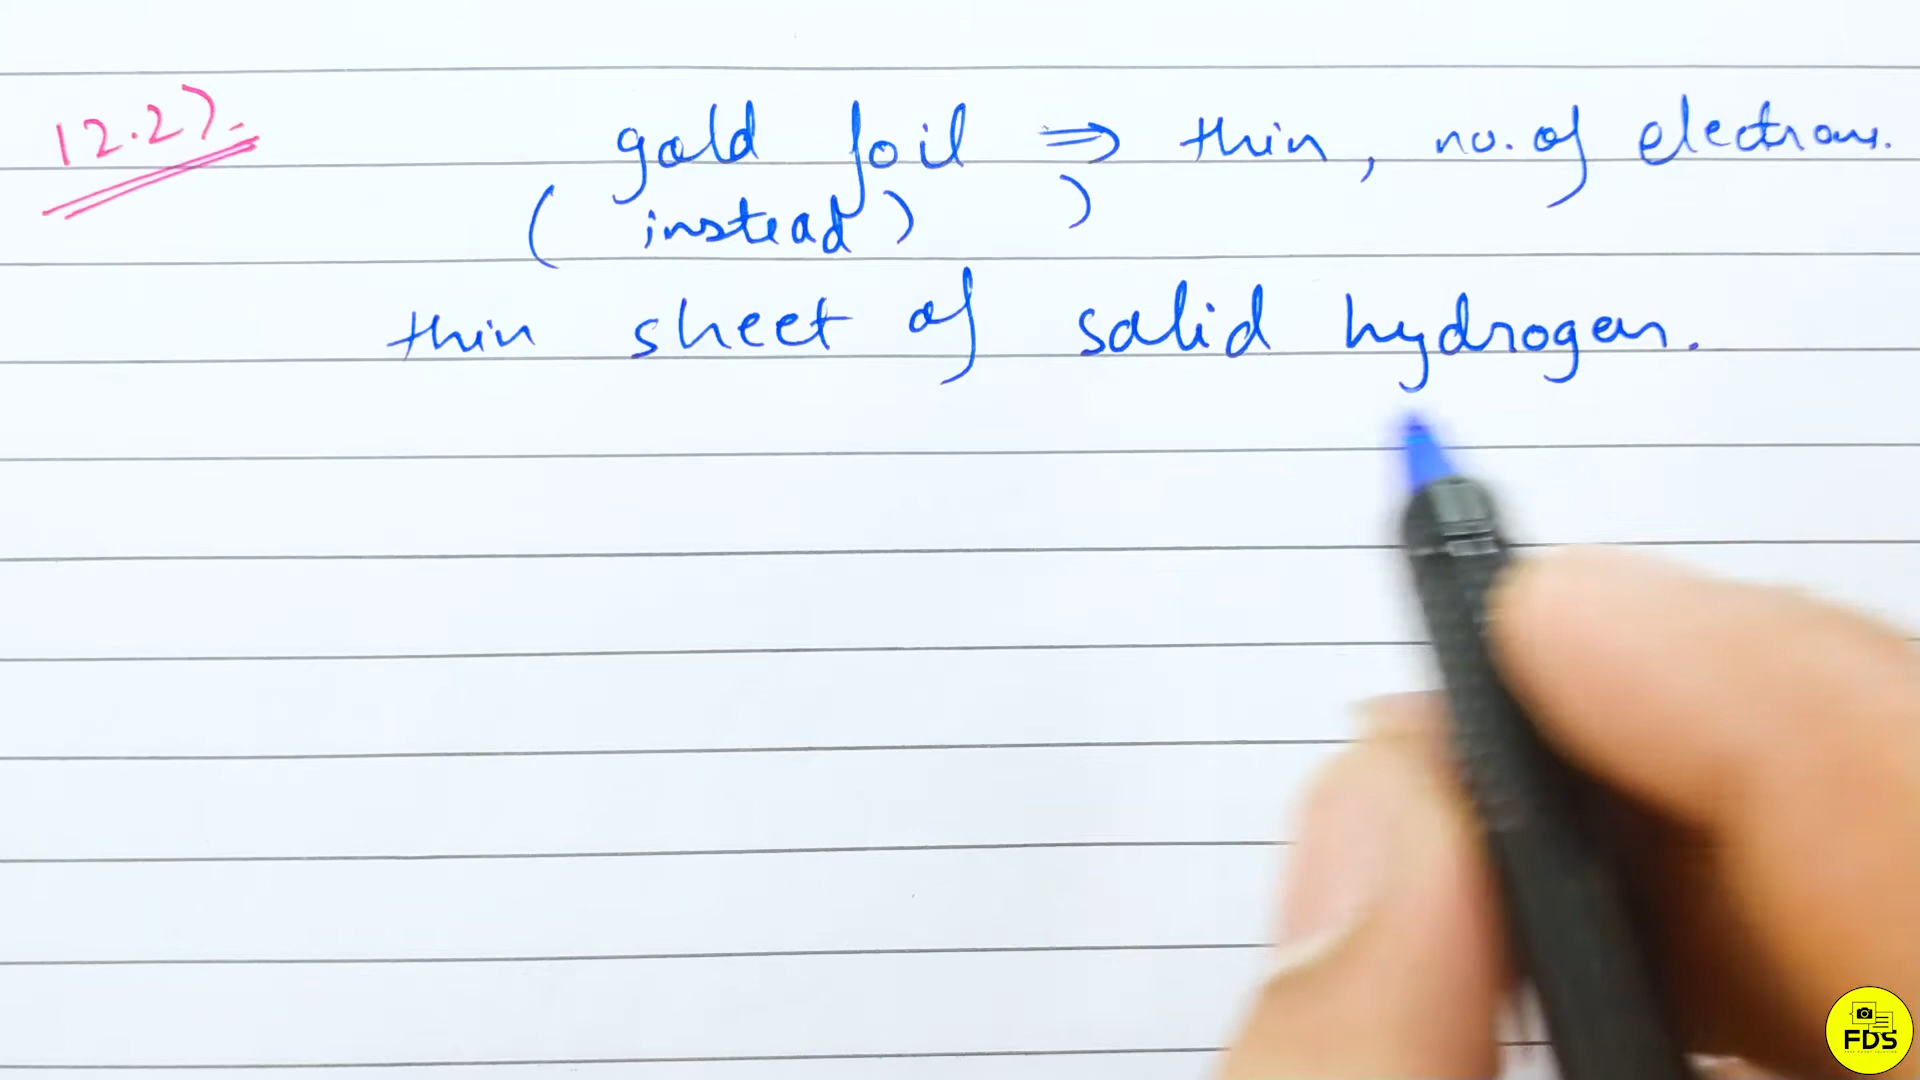 12.27.
gold foil ⇒ thin, no. of electrons.
( instead ) )
thin sheet of solid hydrogen.
FDS